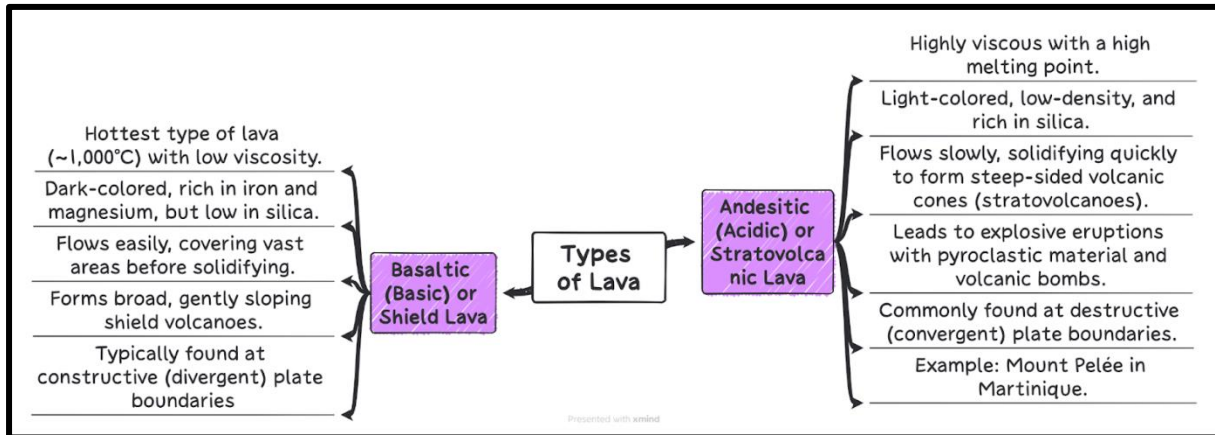 Types
of Lava
Basaltic
(Basic) or
Shield Lava
Hottest type of lava
(~1,000°C) with low viscosity.
Dark-colored, rich in iron and
magnesium, but low in silica.
Flows easily, covering vast
areas before solidifying.
Forms broad, gently sloping
shield volcanoes.
Typically found at
constructive (divergent) plate
boundaries
Andesitic
(Acidic) or
Stratovolca
nic Lava
Highly viscous with a high
melting point.
Light-colored, low-density, and
rich in silica.
Flows slowly, solidifying quickly
to form steep-sided volcanic
cones (stratovolcanoes).
Leads to explosive eruptions
with pyroclastic material and
volcanic bombs.
Commonly found at destructive
(convergent) plate boundaries.
Example: Mount Pelée in
Martinique.
Presented with xmind